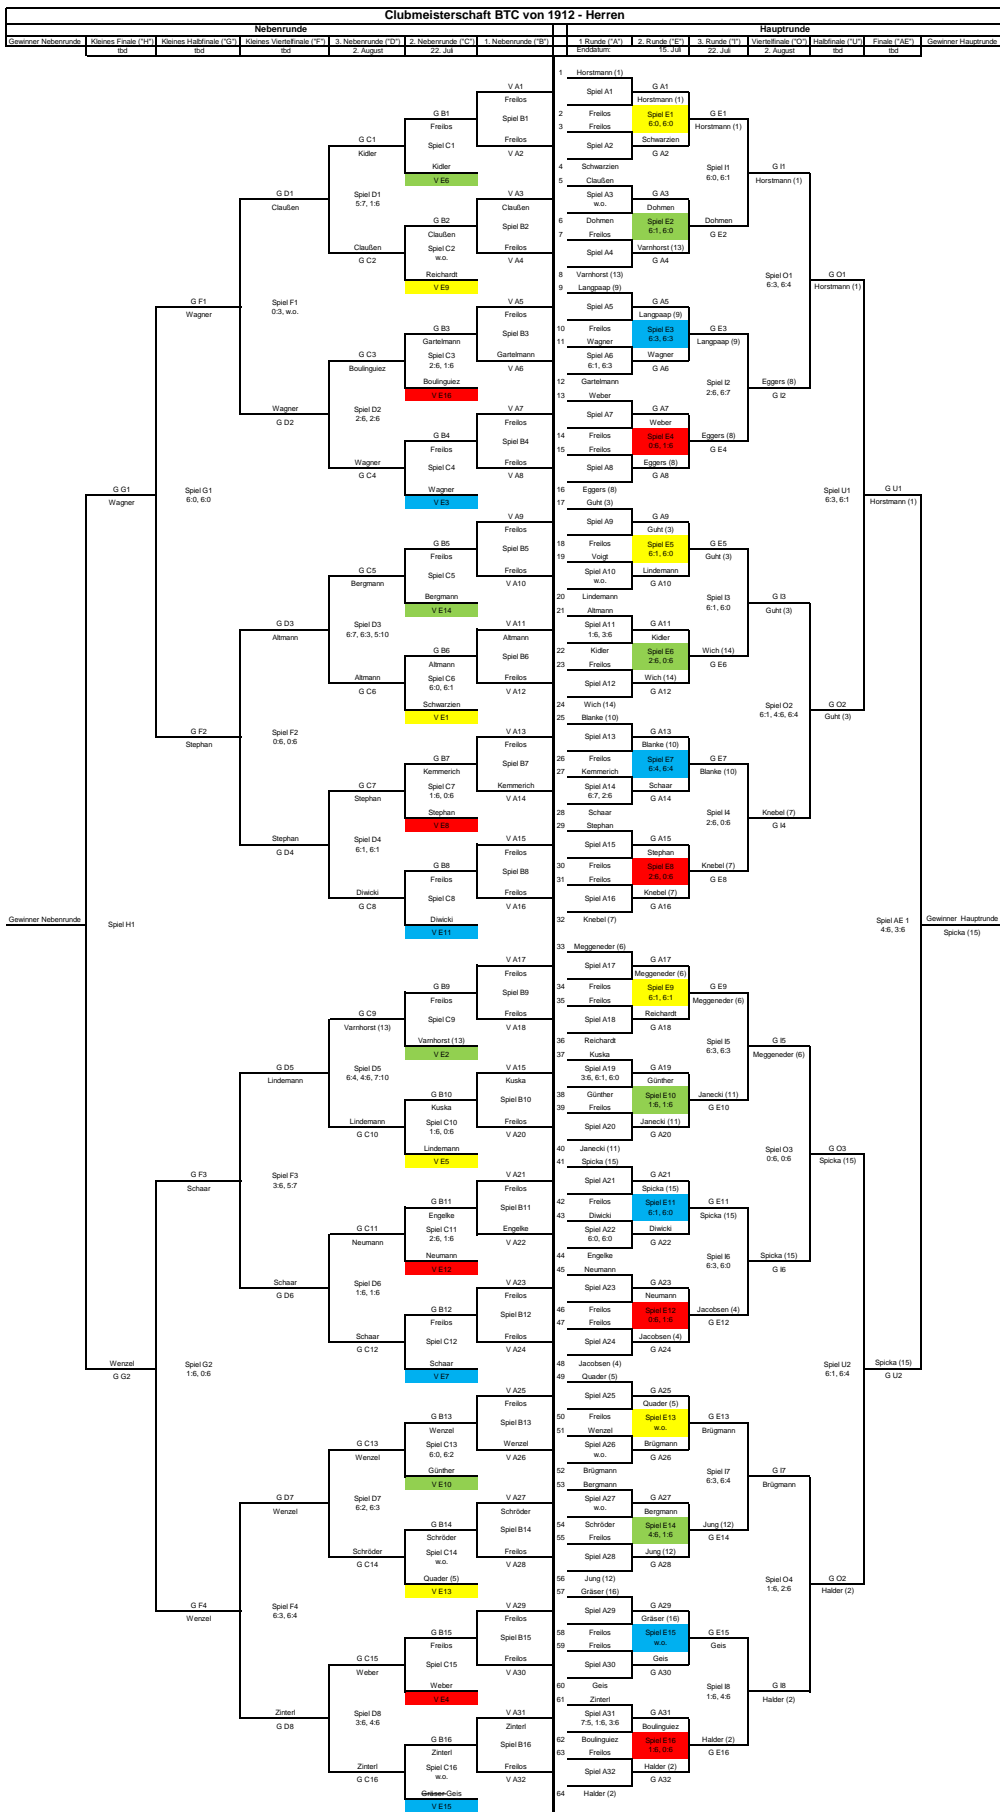 Clubmeisterschaft BTC von 1912 - Herren
Nebenrunde Hauptrunde
Gewinner Nebenrunde Kleines Finale ("H") Kleines Halbfinale ("G") Kleines Viertelfinale ("F") 3. Nebenrunde ("D") 2. Nebenrunde ("C") 1. Nebenrunde ("B") 1 Runde ("A") 2. Runde ("E") 3. Runde ("I") Viertelfinale ("O") Halbfinale ("U") Finale ("AE") Gewinner Hauptrunde
tbd tbd tbd 2. August 22. Juli Enddatum: 15. Juli 22. Juli 2. August tbd tbd
1 Horstmann (1)
V A1 Spiel A1 G A1
Freilos Horstmann (1)
G B1 Spiel B1 2 Freilos Spiel E1 G E1
Freilos 3 Freilos 6:0, 6:0 Horstmann (1)
G C1 Spiel C1 Freilos Spiel A2 Schwarzien
Kidler V A2 G A2
Kidler 4 Schwarzien Spiel I1 G I1
V E6 5 Claußen 6:0, 6:1 Horstmann (1)
G D1 Spiel D1 V A3 Spiel A3 G A3
Claußen 5:7, 1:6 Claußen w.o. Dohmen
G B2 Spiel B2 6 Dohmen Spiel E2 Dohmen
Claußen 7 Freilos 6:1, 6:0 G E2
Claußen Spiel C2 Freilos Spiel A4 Varnhorst (13)
G C2 w.o. V A4 G A4
Reichardt 8 Varnhorst (13) Spiel O1 G O1
V E9 9 Langpaap (9) 6:3, 6:4 Horstmann (1)
G F1 Spiel F1 V A5 Spiel A5 G A5
Wagner 0:3, w.o. Freilos Langpaap (9)
G B3 Spiel B3 10 Freilos Spiel E3 G E3
Gartelmann 11 Wagner 6:3, 6:3 Langpaap (9)
G C3 Spiel C3 Gartelmann Spiel A6 Wagner
Boulinguiez 2:6, 1:6 V A6 6:1, 6:3 G A6
Boulinguiez 12 Gartelmann Spiel I2 Eggers (8)
V E16 13 Weber 2:6, 6:7 G I2
Wagner Spiel D2 V A7 Spiel A7 G A7
G D2 2:6, 2:6 Freilos Weber
G B4 Spiel B4 14 Freilos Spiel E4 Eggers (8)
Freilos 15 Freilos 0:6, 1:6 G E4
Wagner Spiel C4 Freilos Spiel A8 Eggers (8)
G C4 V A8 G A8
G G1 Spiel G1 Wagner 16 Eggers (8) Spiel U1 G U1
Wagner 6:0, 6:0 V E3 17 Guht (3) 6:3, 6:1 Horstmann (1)
V A9 Spiel A9 G A9
Freilos Guht (3)
G B5 Spiel B5 18 Freilos Spiel E5 G E5
Freilos 19 Voigt 6:1, 6:0 Guht (3)
G C5 Spiel C5 Freilos Spiel A10 Lindemann
Bergmann V A10 w.o. G A10
Bergmann 20 Lindemann Spiel I3 G I3
V E14 21 Altmann 6:1, 6:0 Guht (3)
G D3 Spiel D3 V A11 Spiel A11 G A11
Altmann 6:7, 6:3, 5:10 Altmann 1:6, 3:6 Kidler
G B6 Spiel B6 22 Kidler Spiel E6 Wich (14)
Altmann 23 Freilos 2:6, 0:6 G E6
Altmann Spiel C6 Freilos Spiel A12 Wich (14)
G C6 6:0, 6:1 V A12 G A12
Schwarzien 24 Wich (14) Spiel O2 G O2
V E1 25 Blanke (10) 6:1, 4:6, 6:4 Guht (3)
G F2 Spiel F2 V A13 Spiel A13 G A13
Stephan 0:6, 0:6 Freilos Blanke (10)
G B7 Spiel B7 26 Freilos Spiel E7 G E7
Kemmerich 27 Kemmerich 6:4, 6:4 Blanke (10)
G C7 Spiel C7 Kemmerich Spiel A14 Schaar
Stephan 1:6, 0:6 V A14 6:7, 2:6 G A14
Stephan 28 Schaar Spiel I4 Knebel (7)
V E8 29 Stephan 2:6, 0:6 G I4
Stephan Spiel D4 V A15 Spiel A15 G A15
G D4 6:1, 6:1 Freilos Stephan
G B8 Spiel B8 30 Freilos Spiel E8 Knebel (7)
Freilos 31 Freilos 2:6, 0:6 G E8
Diwicki Spiel C8 Freilos Spiel A16 Knebel (7)
G C8 V A16 G A16
Gewinner Nebenrunde Spiel H1 Diwicki 32 Knebel (7) Spiel AE 1 Gewinner Hauptrunde
V E11 4:6, 3:6 Spicka (15)
33 Meggeneder (6)
V A17 Spiel A17 G A17
Freilos Meggeneder (6)
G B9 Spiel B9 34 Freilos Spiel E9 G E9
Freilos 35 Freilos 6:1, 6:1 Meggeneder (6)
G C9 Spiel C9 Freilos Spiel A18 Reichardt
Varnhorst (13) V A18 G A18
Varnhorst (13) 36 Reichardt Spiel I5 G I5
V E2 37 Kuska 6:3, 6:3 Meggeneder (6)
G D5 Spiel D5 V A15 Spiel A19 G A19
Lindemann 6:4, 4:6, 7:10 Kuska 3:6, 6:1, 6:0 Günther
G B10 Spiel B10 38 Günther Spiel E10 Janecki (11)
Kuska 39 Freilos 1:6, 1:6 G E10
Lindemann Spiel C10 Freilos Spiel A20 Janecki (11)
G C10 1:6, 0:6 V A20 G A20
Lindemann 40 Janecki (11) Spiel O3 G O3
V E5 41 Spicka (15) 0:6, 0:6 Spicka (15)
G F3 Spiel F3 V A21 Spiel A21 G A21
Schaar 3:6, 5:7 Freilos Spicka (15)
G B11 Spiel B11 42 Freilos Spiel E11 G E11
Engelke 43 Diwicki 6:1, 6:0 Spicka (15)
G C11 Spiel C11 Engelke Spiel A22 Diwicki
Neumann 2:6, 1:6 V A22 6:0, 6:0 G A22
Neumann 44 Engelke Spiel I6 Spicka (15)
V E12 45 Neumann 6:3, 6:0 G I6
Schaar Spiel D6 V A23 Spiel A23 G A23
G D6 1:6, 1:6 Freilos Neumann
G B12 Spiel B12 46 Freilos Spiel E12 Jacobsen (4)
Freilos 47 Freilos 0:6, 1:6 G E12
Schaar Spiel C12 Freilos Spiel A24 Jacobsen (4)
G C12 V A24 G A24
Wenzel Spiel G2 Schaar 48 Jacobsen (4) Spiel U2 Spicka (15)
G G2 1:6, 0:6 V E7 49 Quader (5) 6:1, 6:4 G U2
V A25 Spiel A25 G A25
Freilos Quader (5)
G B13 Spiel B13 50 Freilos Spiel E13 G E13
Wenzel 51 Wenzel w.o. Brügmann
G C13 Spiel C13 Wenzel Spiel A26 Brügmann
Wenzel 6:0, 6:2 V A26 w.o. G A26
Günther 52 Brügmann Spiel I7 G I7
V E10 53 Bergmann 6:3, 6:4 Brügmann
G D7 Spiel D7 V A27 Spiel A27 G A27
Wenzel 6:2, 6:3 Schröder w.o. Bergmann
G B14 Spiel B14 54 Schröder Spiel E14 Jung (12)
Schröder 55 Freilos 4:6, 1:6 G E14
Schröder Spiel C14 Freilos Spiel A28 Jung (12)
G C14 w.o. V A28 G A28
Quader (5) 56 Jung (12) Spiel O4 G O2
V E13 57 Gräser (16) 1:6, 2:6 Halder (2)
G F4 Spiel F4 V A29 Spiel A29 G A29
Wenzel 6:3, 6:4 Freilos Gräser (16)
G B15 Spiel B15 58 Freilos Spiel E15 G E15
Freilos 59 Freilos w.o. Geis
G C15 Spiel C15 Freilos Spiel A30 Geis
Weber V A30 G A30
Weber 60 Geis Spiel I8 G I8
V E4 61 Zinterl 1:6, 4:6 Halder (2)
Zinterl Spiel D8 V A31 Spiel A31 G A31
G D8 3:6, 4:6 Zinterl 7:5, 1:6, 3:6 Boulinguiez
G B16 Spiel B16 62 Boulinguiez Spiel E16 Halder (2)
Zinterl 63 Freilos 1:6, 0:6 G E16
Zinterl Spiel C16 Freilos Spiel A32 Halder (2)
G C16 w.o. V A32 G A32
Gräser Geis 64 Halder (2)
V E15